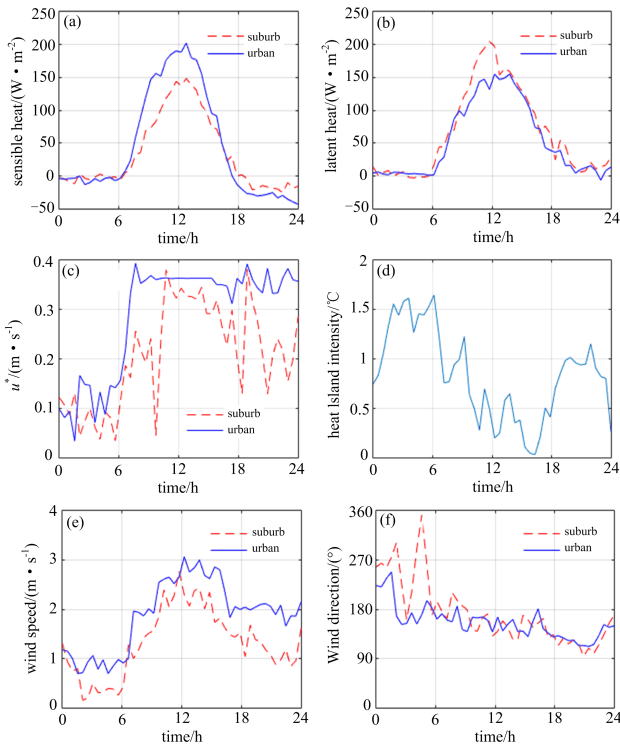 (a)
suburb
urban
sensible heat/(W • m⁻²)
250
200
150
100
50
0
−50
0
6
12
18
24
time/h
(b)
suburb
urban
latent heat/(W • m⁻²)
250
200
150
100
50
0
−50
0
6
12
18
24
time/h
(c)
suburb
urban
u*/(m • s⁻¹)
0.4
0.3
0.2
0.1
0
0
6
12
18
24
time/h
(d)
heat Island intensity/℃
2
1.5
1
0.5
0
0
6
12
18
24
time/h
(e)
suburb
urban
wind speed/(m • s⁻¹)
4
3
2
1
0
0
6
12
18
24
time/h
(f)
suburb
urban
Wind direction/(°)
360
270
180
90
0
0
6
12
18
24
time/h